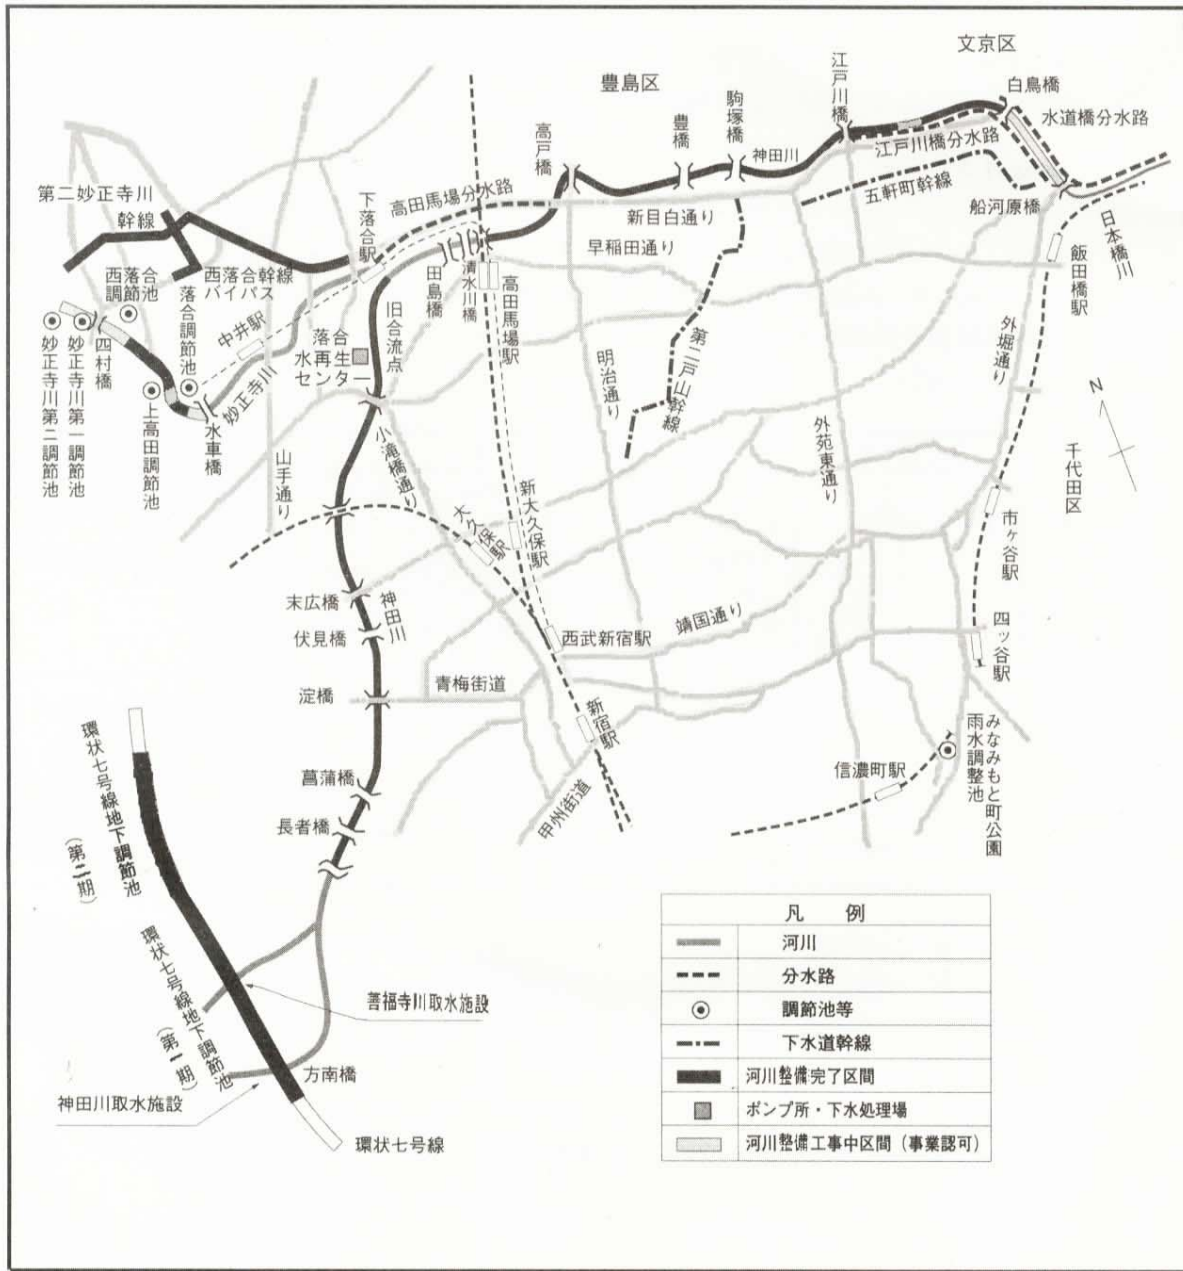 文京区
豊島区
江戸川橋
白鳥橋
水道橋分水路
駒塚橋
豊橋
高戸橋
神田川
江戸川橋分水路
五軒町幹線
船河原橋
日本橋川
第二妙正寺川
幹線
下落合駅
高田馬場分水路
新目白通り
早稲田通り
飯田橋駅
西落合
調節池
西落合幹線
バイパス
落合調節池
田島橋
清水川橋
高田馬場駅
旧合流点
中井駅
落合
水再生
センター
明治通り
第二戸山幹線
外堀通り
N
四村橋
妙正寺川第一調節池
妙正寺川第二調節池
上高田調節池
水車橋
妙正寺川
山手通り
小滝橋通り
外苑東通り
千代田区
新大久保駅
大久保駅
市ヶ谷駅
末広橋
神田川
伏見橋
西武新宿駅
靖国通り
四ッ谷駅
淀橋
青梅街道
新宿駅
みなみもと町公園
雨水調整池
信濃町駅
甲州街道
菖蒲橋
長者橋
環状七号線地下調節池
(第二期)
環状七号線地下調節池
(第一期)
善福寺川取水施設
方南橋
神田川取水施設
環状七号線
凡 例
河川
分水路
調節池等
下水道幹線
河川整備完了区間
ポンプ所・下水処理場
河川整備工事中区間（事業認可）